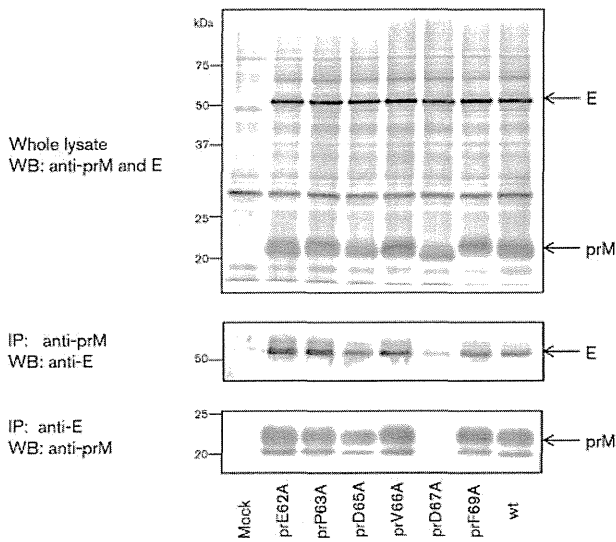 kDa
75
50
37
25
20
Whole lysate
WB: anti-prM and E
E
prM
IP: anti-prM
WB: anti-E
50
E
IP: anti-E
WB: anti-prM
25
20
prM
Mock
prE62A
prP63A
prD65A
prV66A
prD67A
prF69A
wt